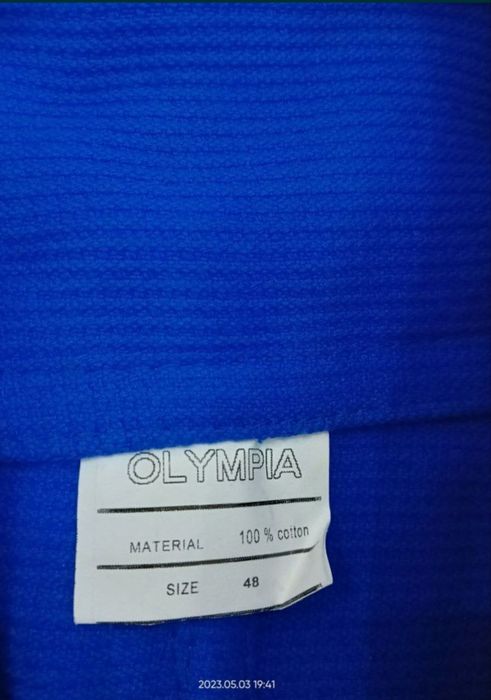 OLYMPIA
MATERIAL 100 % cotton
SIZE 48
2023.05.03 19:41